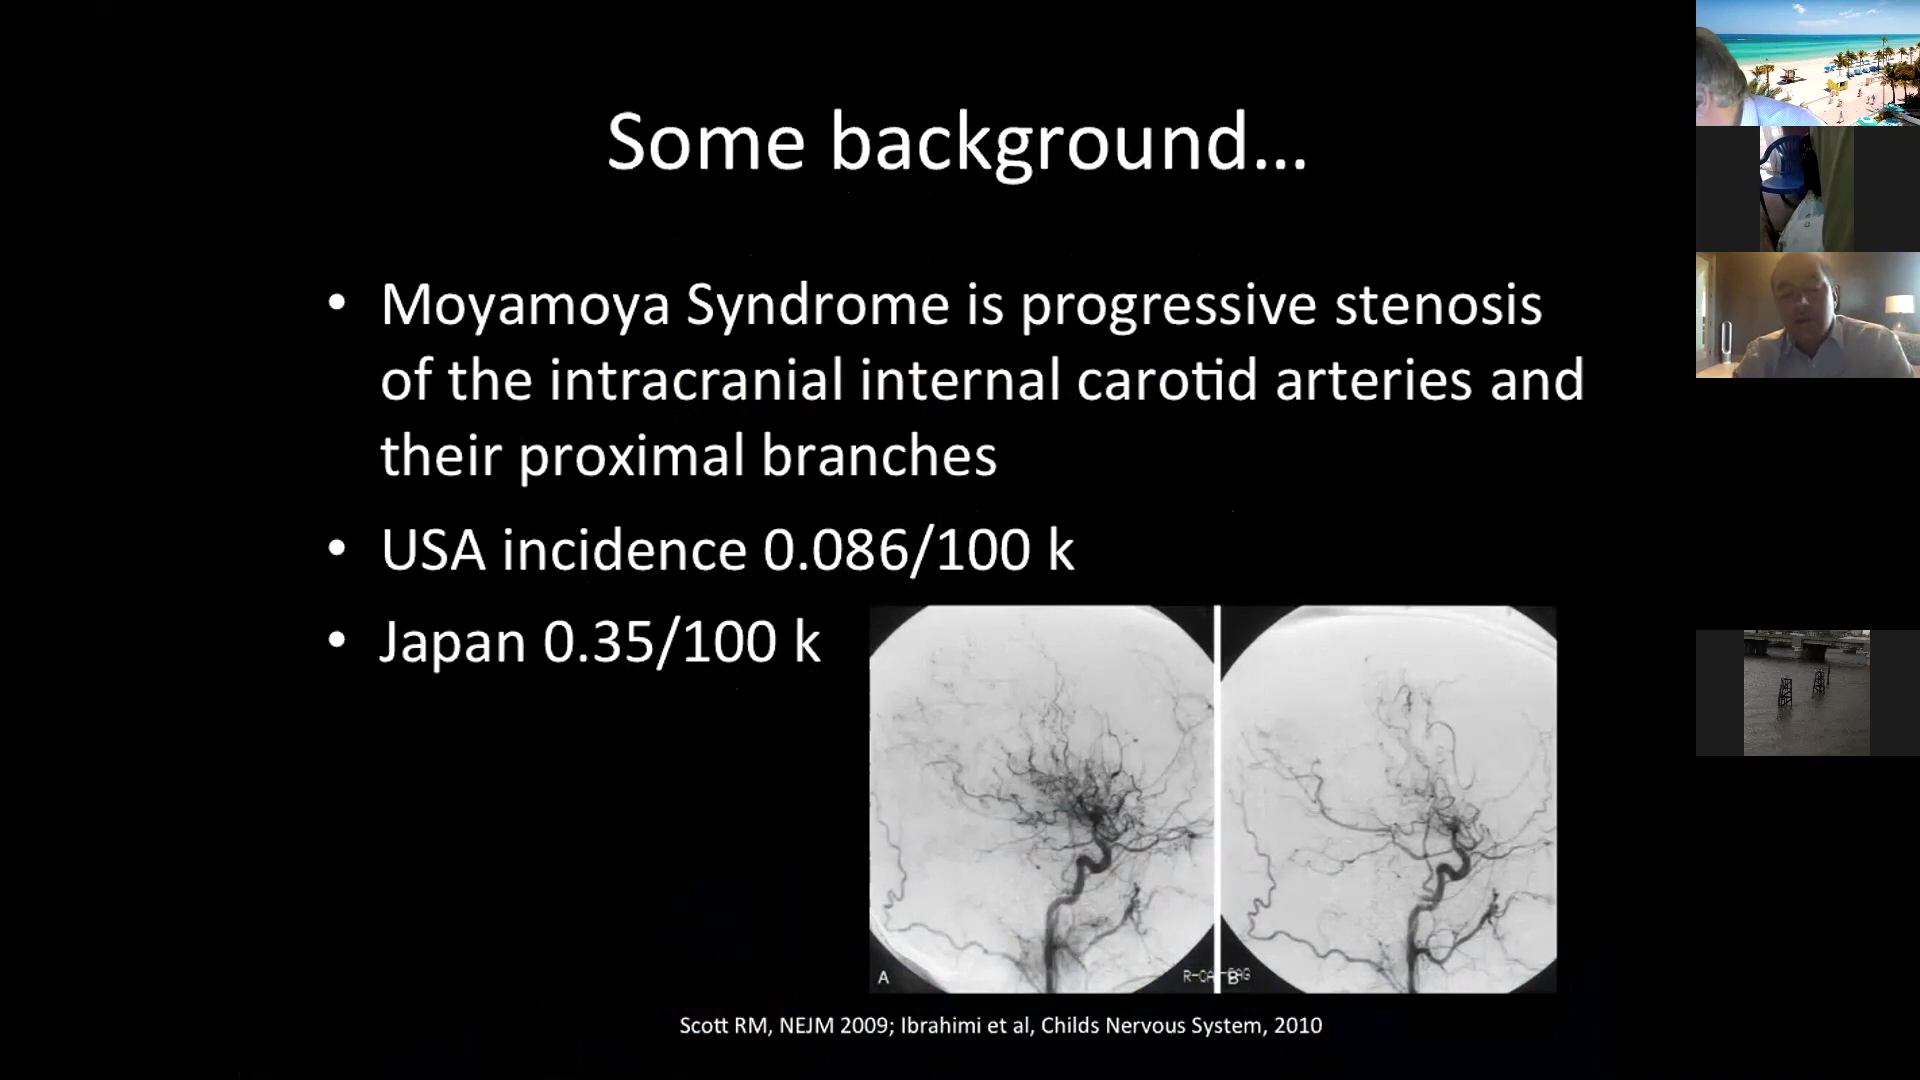 Some background...
• Moyamoya Syndrome is progressive stenosis
of the intracranial internal carotid arteries and
their proximal branches
• USA incidence 0.086/100 k
• Japan 0.35/100 k
A
B
Scott RM, NEJM 2009; Ibrahimi et al, Childs Nervous System, 2010